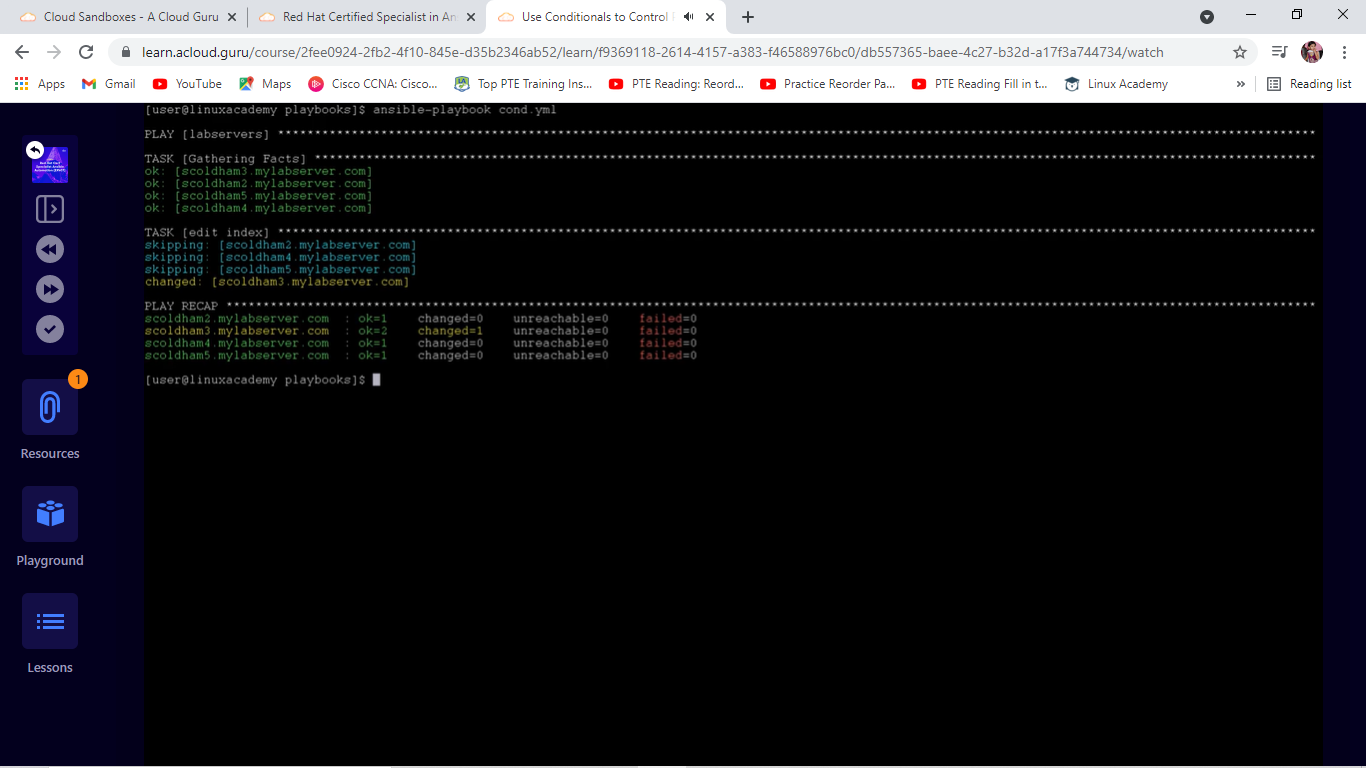 Cloud Sandboxes - A Cloud Guru
Red Hat Certified Specialist in An
Use Conditionals to Control
learn.acloud.guru/course/2fee0924-2fb2-4f10-845e-d35b2346ab52/learn/f9369118-2614-4157-a383-f46588976bc0/db557365-baee-4c27-b32d-a17f3a744734/watch
Apps Gmail YouTube Maps Cisco CCNA: Cisco... Top PTE Training Ins... PTE Reading: Reord... Practice Reorder Pa... PTE Reading Fill in t... Linux Academy » Reading list
[user@linuxacademy playbooks]$ ansible-playbook cond.yml
PLAY [labservers] ****************************************************************************************************************************************
TASK [Gathering Facts] ****************************************************************************************************************************************
ok: [scoldham3.mylabserver.com]
ok: [scoldham2.mylabserver.com]
ok: [scoldham5.mylabserver.com]
ok: [scoldham4.mylabserver.com]
TASK [edit index] ****************************************************************************************************************************************
skipping: [scoldham2.mylabserver.com]
skipping: [scoldham4.mylabserver.com]
skipping: [scoldham5.mylabserver.com]
changed: [scoldham3.mylabserver.com]
PLAY RECAP ****************************************************************************************************************************************
scoldham2.mylabserver.com : ok=1 changed=0 unreachable=0 failed=0
scoldham3.mylabserver.com : ok=2 changed=1 unreachable=0 failed=0
scoldham4.mylabserver.com : ok=1 changed=0 unreachable=0 failed=0
scoldham5.mylabserver.com : ok=1 changed=0 unreachable=0 failed=0
[user@linuxacademy playbooks]$
1
Resources
Playground
Lessons